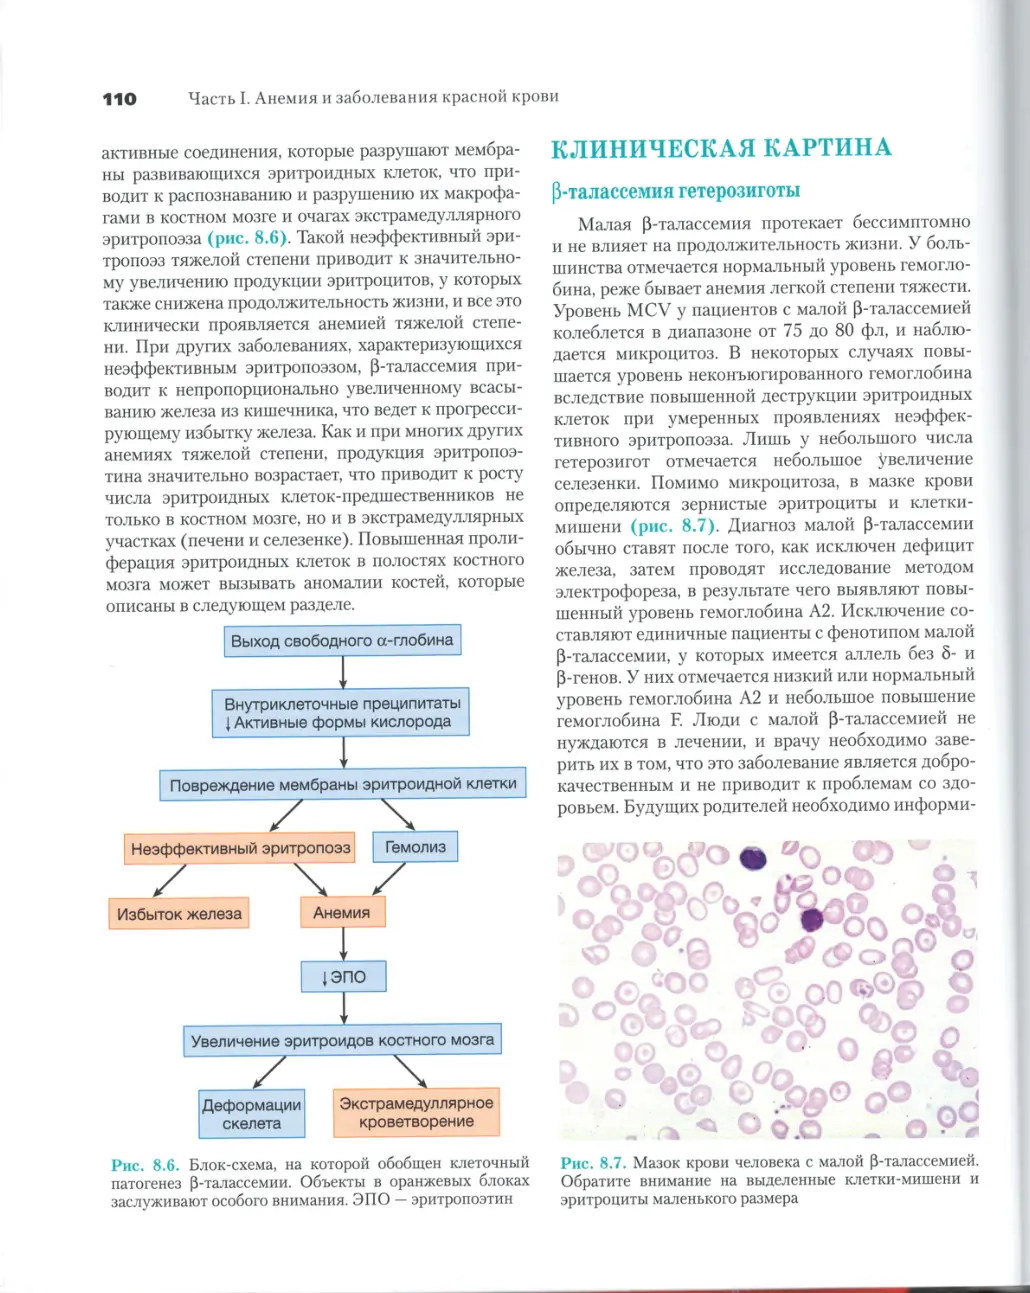 110 Часть I. Анемия и заболевания красной крови
активные соединения, которые разрушают мембра-
ны развивающихся эритроидных клеток, что при-
водит к распознаванию и разрушению их макрофа-
гами в костном мозге и очагах экстрамедуллярного
эритропоэза (рис. 8.6). Такой неэффективный эри-
тропоэз тяжелой степени приводит к значительно-
му увеличению продукции эритроцитов, у которых
также снижена продолжительность жизни, и все это
клинически проявляется анемией тяжелой степе-
ни. При других заболеваниях, характеризующихся
неэффективным эритропоэзом, β-талассемия при-
водит к непропорционально увеличенному всасы-
ванию железа из кишечника, что ведет к прогресси-
рующему избытку железа. Как и при многих других
анемиях тяжелой степени, продукция эритропоэ-
тина значительно возрастает, что приводит к росту
числа эритроидных клеток-предшественников не
только в костном мозге, но и в экстрамедуллярных
участках (печени и селезенке). Повышенная проли-
ферация эритроидных клеток в полостях костного
мозга может вызывать аномалии костей, которые
описаны в следующем разделе.
Выход свободного α-глобина
Внутриклеточные преципитаты
↓Активные формы кислорода
Повреждение мембраны эритроидной клетки
Неэффективный эритропоэз
Гемолиз
Избыток железа
Анемия
↓ЭПО
Увеличение эритроидов костного мозга
Деформации
скелета
Экстрамедуллярное
кроветворение
Рис. 8.6. Блок-схема, на которой обобщен клеточный
патогенез β-талассемии. Объекты в оранжевых блоках
заслуживают особого внимания. ЭПО — эритропоэтин
КЛИНИЧЕСКАЯ КАРТИНА
β-талассемия гетерозиготы
Малая β-талассемия протекает бессимптомно
и не влияет на продолжительность жизни. У боль-
шинства отмечается нормальный уровень гемогло-
бина, реже бывает анемия легкой степени тяжести.
Уровень MCV у пациентов с малой β-талассемией
колеблется в диапазоне от 75 до 80 фл, и наблю-
дается микроцитоз. В некоторых случаях повы-
шается уровень неконъюгированного гемоглобина
вследствие повышенной деструкции эритроидных
клеток при умеренных проявлениях неэффек-
тивного эритропоэза. Лишь у небольшого числа
гетерозигот отмечается небольшое увеличение
селезенки. Помимо микроцитоза, в мазке крови
определяются зернистые эритроциты и клетки-
мишени (рис. 8.7). Диагноз малой β-талассемии
обычно ставят после того, как исключен дефицит
железа, затем проводят исследование методом
электрофореза, в результате чего выявляют повы-
шенный уровень гемоглобина А2. Исключение со-
ставляют единичные пациенты с фенотипом малой
β-талассемии, у которых имеется аллель без δ- и
β-генов. У них отмечается низкий или нормальный
уровень гемоглобина А2 и небольшое повышение
гемоглобина F. Люди с малой β-талассемией не
нуждаются в лечении, и врачу необходимо заве-
рить их в том, что это заболевание является добро-
качественным и не приводит к проблемам со здо-
ровьем. Будущих родителей необходимо информи-
Рис. 8.7. Мазок крови человека с малой β-талассемией.
Обратите внимание на выделенные клетки-мишени и
эритроциты маленького размера